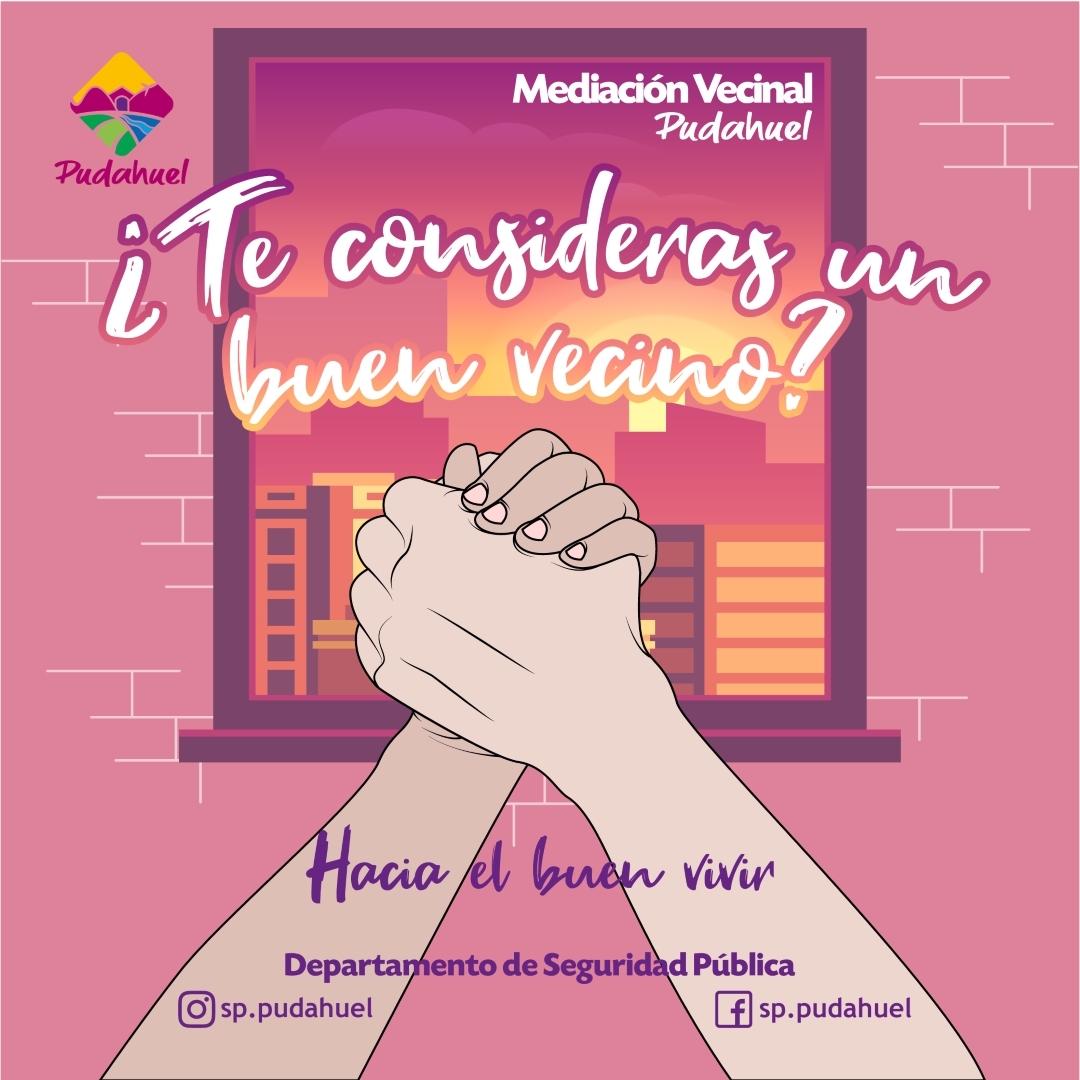 Mediación Vecinal
Pudahuel
Pudahuel
¿Te consideras un
buen vecino?
Hacia el buen vivir
Departamento de Seguridad Pública
sp.pudahuel
sp.pudahuel